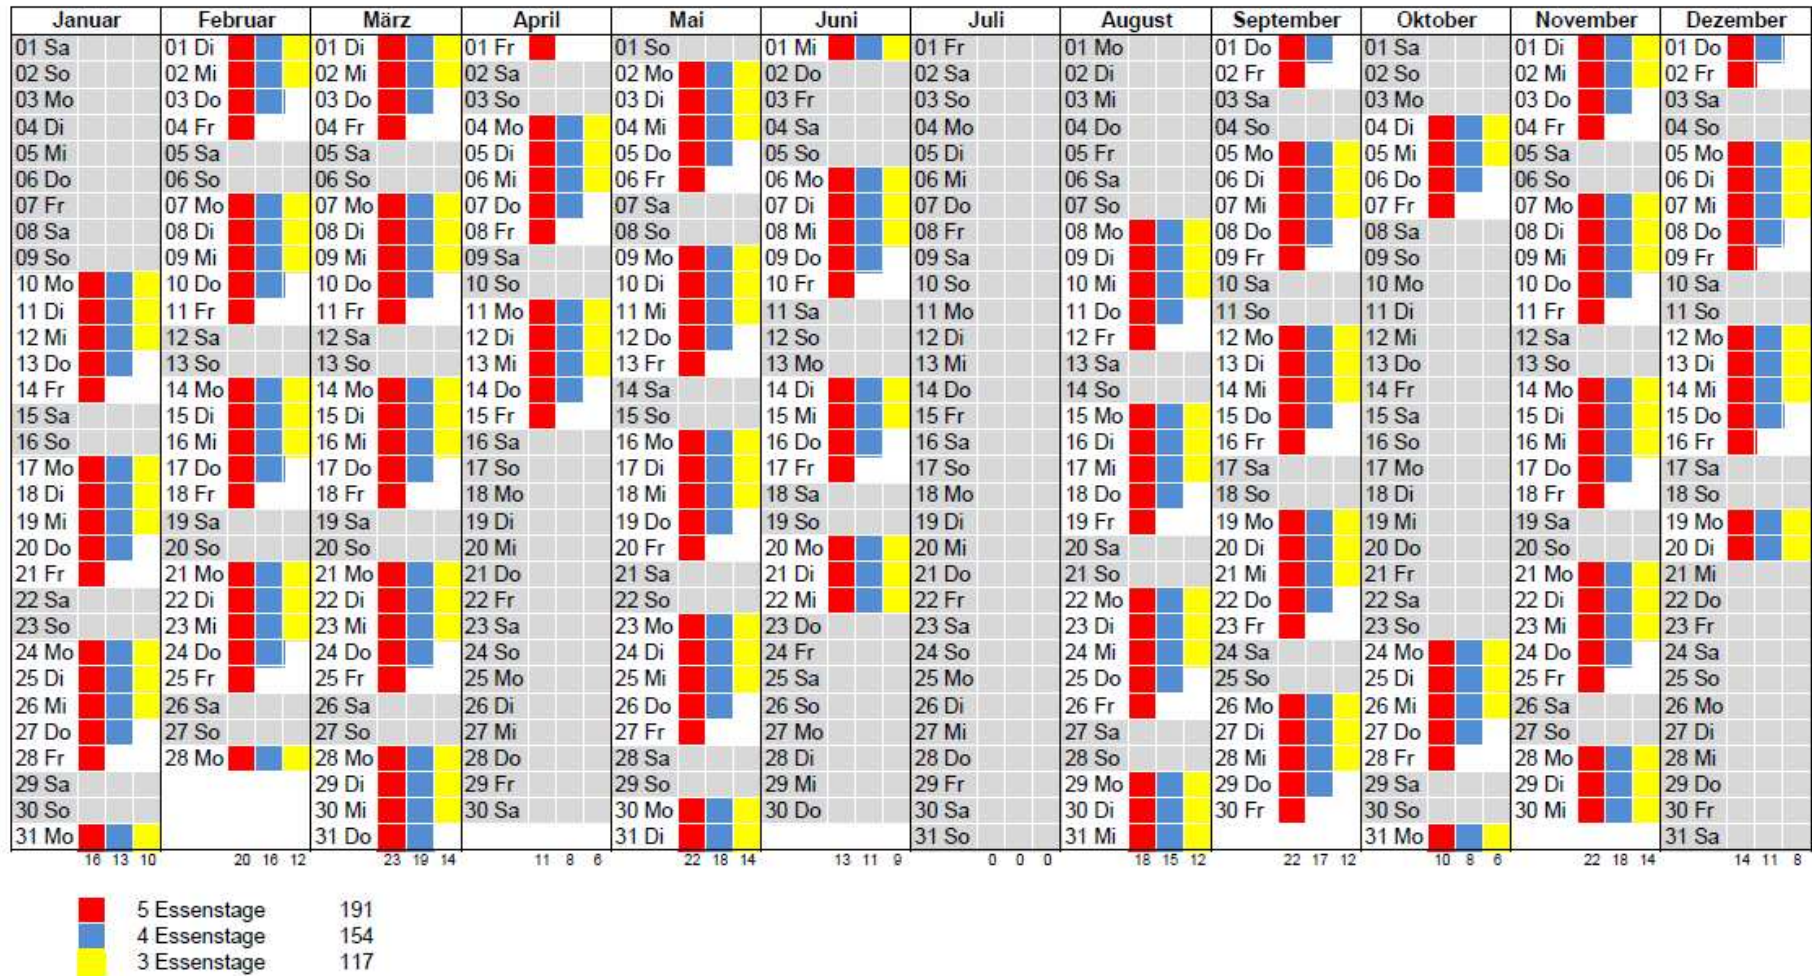 Januar Februar März April Mai Juni Juli August September Oktober November Dezember
01 Sa 01 Di 01 Di 01 Fr 01 So 01 Mi 01 Fr 01 Mo 01 Do 01 Sa 01 Di 01 Do
02 So 02 Mi 02 Mi 02 Sa 02 Mo 02 Do 02 Sa 02 Di 02 Fr 02 So 02 Mi 02 Fr
03 Mo 03 Do 03 Do 03 So 03 Di 03 Fr 03 So 03 Mi 03 Sa 03 Mo 03 Do 03 Sa
04 Di 04 Fr 04 Fr 04 Mo 04 Mi 04 Sa 04 Mo 04 Do 04 So 04 Di 04 Fr 04 So
05 Mi 05 Sa 05 Sa 05 Di 05 Do 05 So 05 Di 05 Fr 05 Mo 05 Mi 05 Sa 05 Mo
06 Do 06 So 06 So 06 Mi 06 Fr 06 Mo 06 Mi 06 Sa 06 Di 06 Do 06 So 06 Di
07 Fr 07 Mo 07 Mo 07 Do 07 Sa 07 Di 07 Do 07 So 07 Mi 07 Fr 07 Mo 07 Mi
08 Sa 08 Di 08 Di 08 Fr 08 So 08 Mi 08 Fr 08 Mo 08 Do 08 Sa 08 Di 08 Do
09 So 09 Mi 09 Mi 09 Sa 09 Mo 09 Do 09 Sa 09 Di 09 Fr 09 So 09 Mi 09 Fr
10 Mo 10 Do 10 Do 10 So 10 Di 10 Fr 10 So 10 Mi 10 Sa 10 Mo 10 Do 10 Sa
11 Di 11 Fr 11 Fr 11 Mo 11 Mi 11 Sa 11 Mo 11 Do 11 So 11 Di 11 Fr 11 So
12 Mi 12 Sa 12 Sa 12 Di 12 Do 12 So 12 Di 12 Fr 12 Mo 12 Mi 12 Sa 12 Mo
13 Do 13 So 13 So 13 Mi 13 Fr 13 Mo 13 Mi 13 Sa 13 Di 13 Do 13 So 13 Di
14 Fr 14 Mo 14 Mo 14 Do 14 Sa 14 Di 14 Do 14 So 14 Mi 14 Fr 14 Mo 14 Mi
15 Sa 15 Di 15 Di 15 Fr 15 So 15 Mi 15 Fr 15 Mo 15 Do 15 Sa 15 Di 15 Do
16 So 16 Mi 16 Mi 16 Sa 16 Mo 16 Do 16 Sa 16 Di 16 Fr 16 So 16 Mi 16 Fr
17 Mo 17 Do 17 Do 17 So 17 Di 17 Fr 17 So 17 Mi 17 Sa 17 Mo 17 Do 17 Sa
18 Di 18 Fr 18 Fr 18 Mo 18 Mi 18 Sa 18 Mo 18 Do 18 So 18 Di 18 Fr 18 So
19 Mi 19 Sa 19 Sa 19 Di 19 Do 19 So 19 Di 19 Fr 19 Mo 19 Mi 19 Sa 19 Mo
20 Do 20 So 20 So 20 Mi 20 Fr 20 Mo 20 Mi 20 Sa 20 Di 20 Do 20 So 20 Di
21 Fr 21 Mo 21 Mo 21 Do 21 Sa 21 Di 21 Do 21 So 21 Mi 21 Fr 21 Mo 21 Mi
22 Sa 22 Di 22 Di 22 Fr 22 So 22 Mi 22 Fr 22 Mo 22 Do 22 Sa 22 Di 22 Do
23 So 23 Mi 23 Mi 23 Sa 23 Mo 23 Do 23 Sa 23 Di 23 Fr 23 So 23 Mi 23 Fr
24 Mo 24 Do 24 Do 24 So 24 Di 24 Fr 24 So 24 Mi 24 Sa 24 Mo 24 Do 24 Sa
25 Di 25 Fr 25 Fr 25 Mo 25 Mi 25 Sa 25 Mo 25 Do 25 So 25 Di 25 Fr 25 So
26 Mi 26 Sa 26 Sa 26 Di 26 Do 26 So 26 Di 26 Fr 26 Mo 26 Mi 26 Sa 26 Mo
27 Do 27 So 27 So 27 Mi 27 Fr 27 Mo 27 Mi 27 Sa 27 Di 27 Do 27 So 27 Di
28 Fr 28 Mo 28 Mo 28 Do 28 Sa 28 Di 28 Do 28 So 28 Mi 28 Fr 28 Mo 28 Mi
29 Sa 29 Di 29 Fr 29 So 29 Mi 29 Fr 29 Mo 29 Do 29 Sa 29 Di 29 Do
30 So 30 Mi 30 Sa 30 Mo 30 Do 30 Sa 30 Di 30 Fr 30 So 30 Mi 30 Fr
31 Mo 31 Do 31 Di 31 So 31 Mi 31 Mo 31 Sa
16 13 10 20 16 12 23 19 14 11 8 6 22 18 14 13 11 9 0 0 0 18 15 12 22 17 12 10 8 6 22 18 14 14 11 8
5 Essenstage 191
4 Essenstage 154
3 Essenstage 117